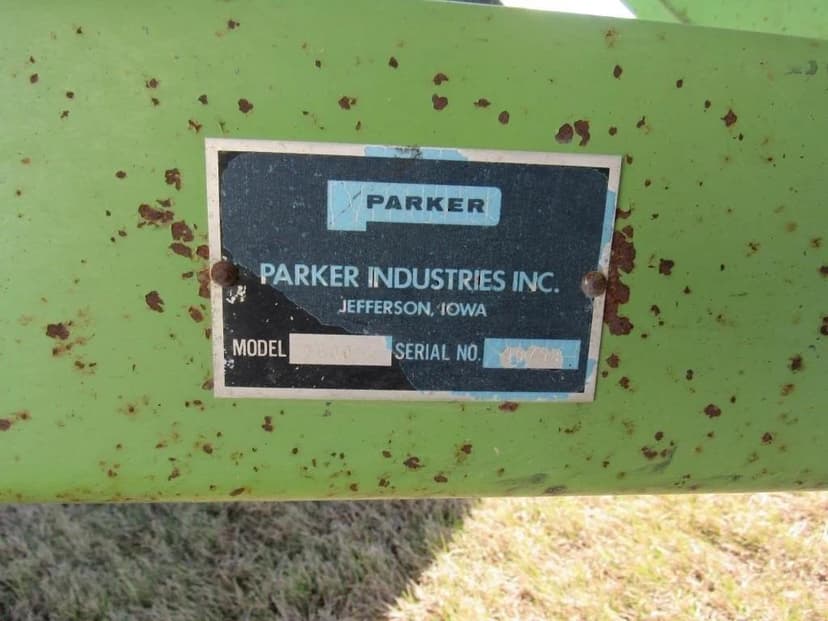 PARKER
PARKER INDUSTRIES INC.
JEFFERSON, IOWA
MODEL SERIAL NO.